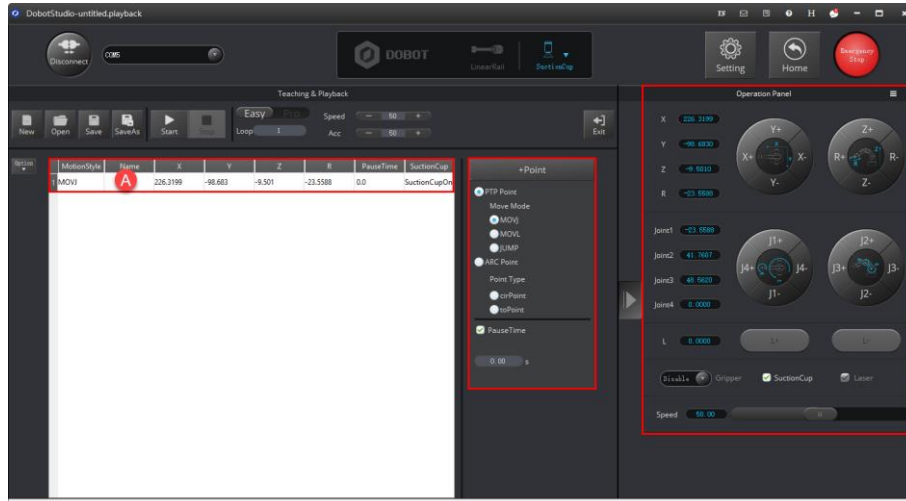 DobotStudio-untitled.playback
H
Disconnect
COM5
DOBOT
LinearRail
SuctionCup
Setting
Home
Emergency
Stop
Teaching & Playback
New
Open
Save
SaveAs
Start
Stop
Easy
Pro
Loop
1
Speed
50
Acc
50
Exit
Option
MotionStyle Name X Y Z R PauseTime SuctionCup
1 MOVJ A 226.3199 -98.683 -9.501 -23.5588 0.0 SuctionCupOn
+Point
PTP Point
Move Mode
MOVJ
MOVL
JUMP
ARC Point
Point Type
cirPoint
toPoint
PauseTime
0.00 s
Operation Panel
X 226.3199
Y -98.6830
Z -9.5010
R -23.5588
Y+
X+
X-
Y-
Z+
R+
R-
Z-
Joint1 -23.5588
Joint2 41.7607
Joint3 48.5620
Joint4 0.0000
J1+
J4+
J4-
J1-
J2+
J3+
J3-
J2-
L 0.0000
L+
L-
Disable
Gripper
SuctionCup
Laser
Speed 50.00